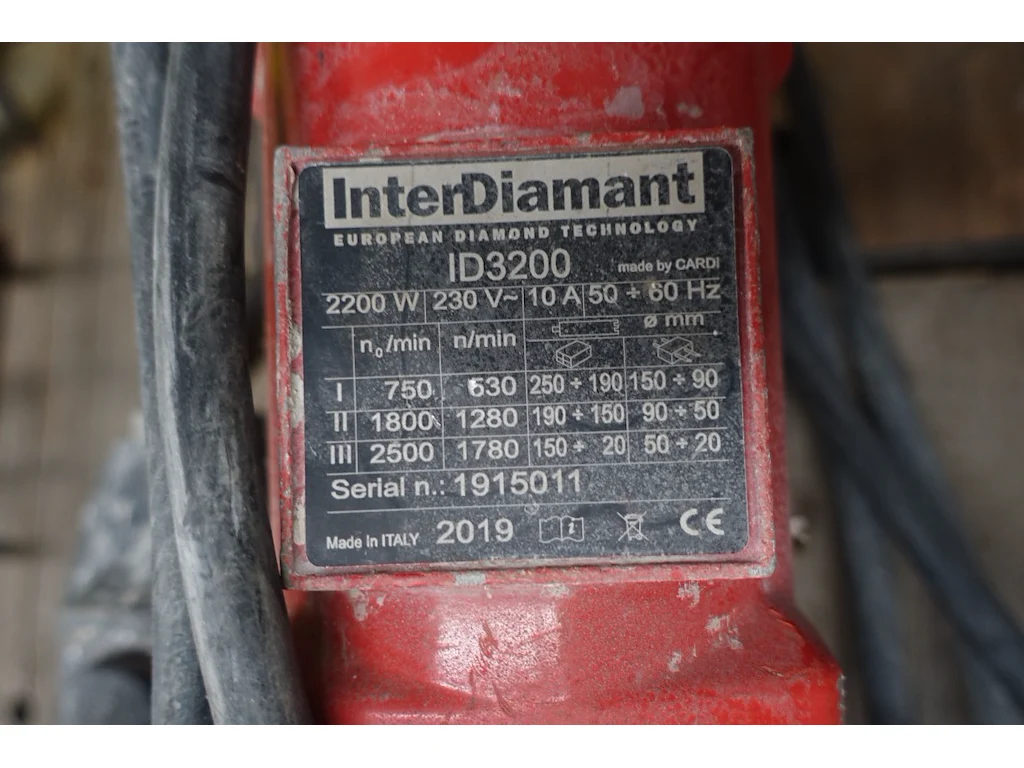 InterDiamant
EUROPEAN DIAMOND TECHNOLOGY
ID3200 made by CARDI
2200 W 230 V~ 10 A 50 ÷ 60 Hz
n₀/min n/min ø mm
I 750 630 250 ÷ 190 150 ÷ 90
II 1800 1280 190 ÷ 150 90 ÷ 50
III 2500 1780 150 ÷ 20 50 ÷ 20
Serial n.: 1915011
Made in ITALY 2019 i CE